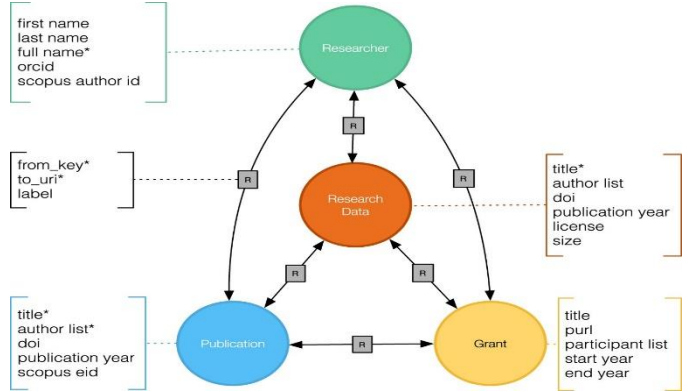 first name
last name
full name*
orcid
scopus author id
Researcher
R
from_key*
to_uri*
label
R
R
Research
Data
title*
author list
doi
publication year
license
size
R
R
title*
author list*
doi
publication year
scopus eid
Publication
R
Grant
title
purl
participant list
start year
end year